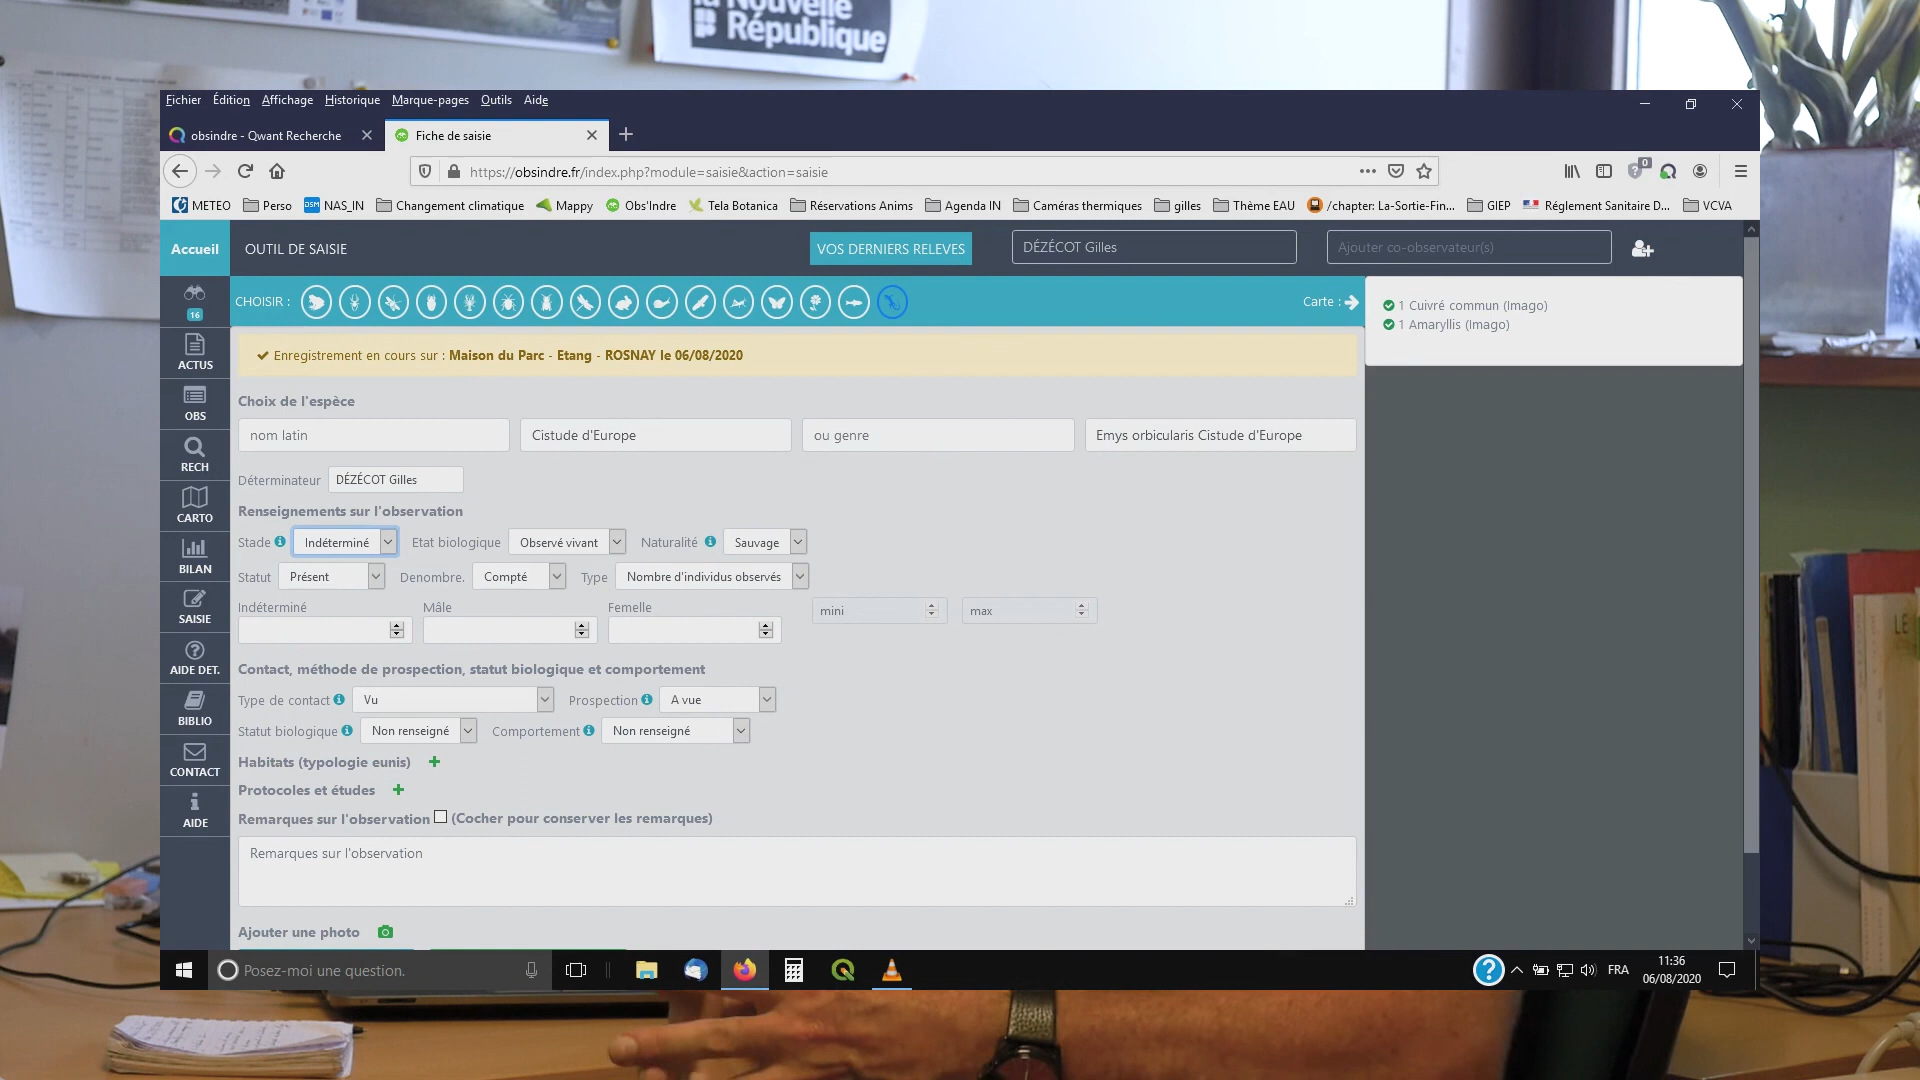 la Nouvelle
République
Fichier Édition Affichage Historique Marque-pages Outils Aide
obsindre - Qwant Recherche
Fiche de saisie
https://obsindre.fr/index.php?module=saisie&action=saisie
0
METEO Perso NAS_IN Changement climatique Mappy Obs'Indre Tela Botanica Réservations Anims Agenda IN Caméras thermiques gilles Thème EAU /chapter: La-Sortie-Fin... GIEP Réglement Sanitaire D... VCVA
Accueil OUTIL DE SAISIE VOS DERNIERS RELEVES DÉZÉCOT Gilles Ajouter co-observateur(s)
CHOISIR : Carte :
16
ACTUS
OBS
RECH
CARTO
BILAN
SAISIE
AIDE DET.
BIBLIO
CONTACT
AIDE
1 Cuivré commun (Imago)
1 Amaryllis (Imago)
Enregistrement en cours sur : Maison du Parc - Etang - ROSNAY le 06/08/2020
Choix de l'espèce
nom latin Cistude d'Europe ou genre Emys orbicularis Cistude d'Europe
Déterminateur DÉZÉCOT Gilles
Renseignements sur l'observation
Stade Indéterminé Etat biologique Observé vivant Naturalité Sauvage
Statut Présent Denombre. Compté Type Nombre d'individus observés
Indéterminé Mâle Femelle mini max
Contact, méthode de prospection, statut biologique et comportement
Type de contact Vu Prospection A vue
Statut biologique Non renseigné Comportement Non renseigné
Habitats (typologie eunis)
Protocoles et études
Remarques sur l'observation (Cocher pour conserver les remarques)
Remarques sur l'observation
Ajouter une photo
Posez-moi une question.
FRA
11:36
06/08/2020
LE